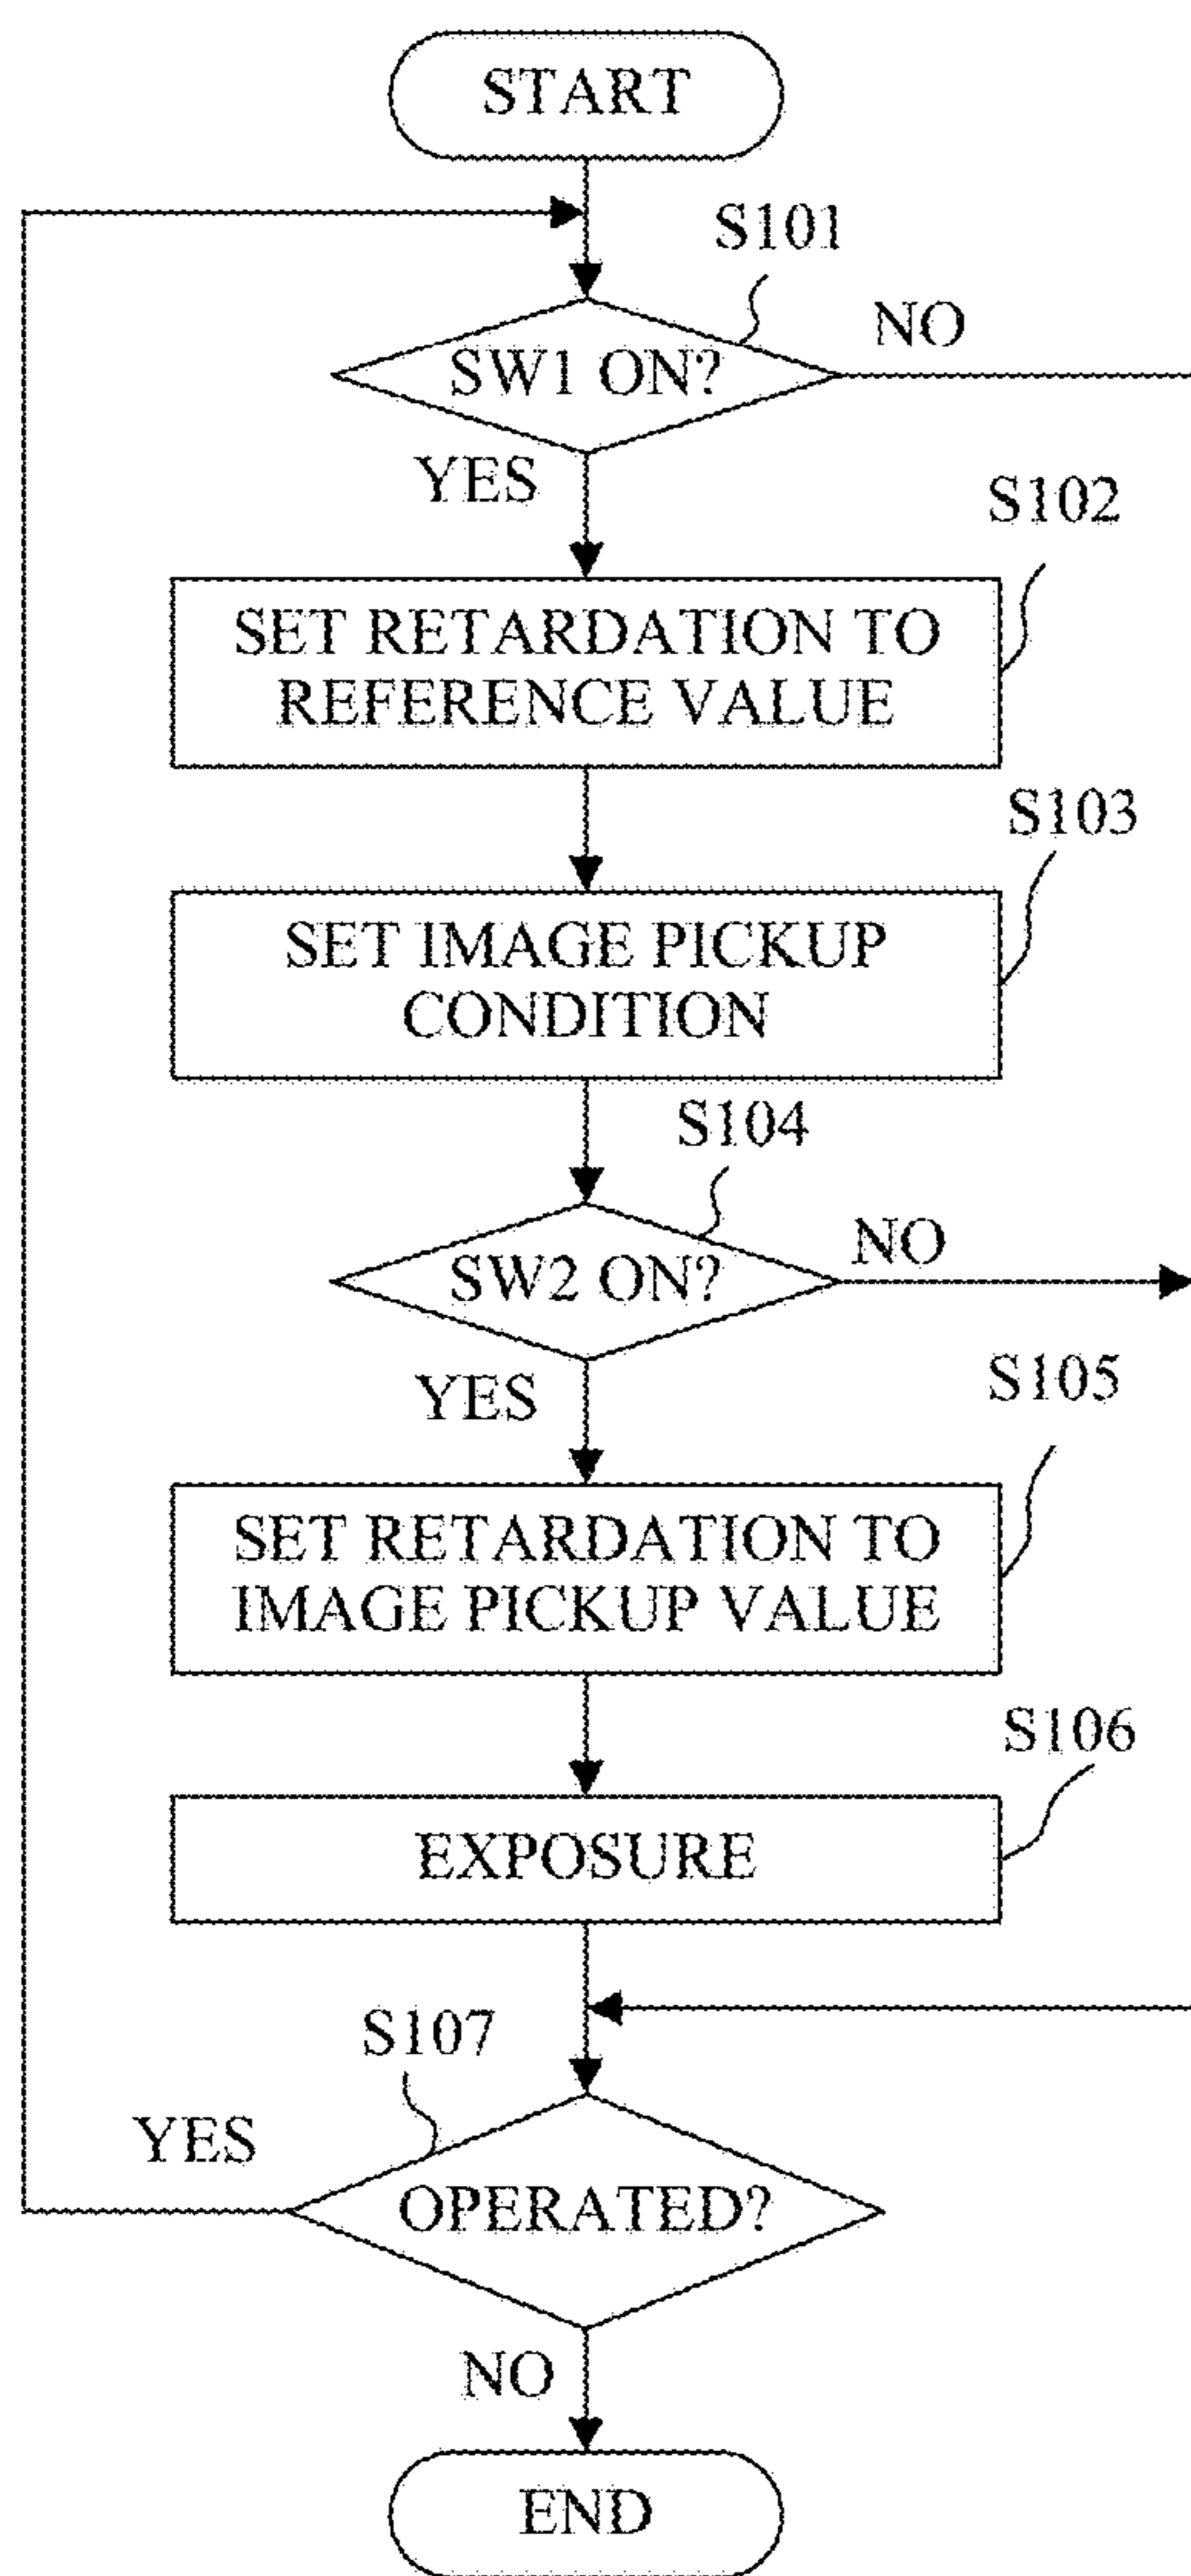 START
S101
SW1 ON?
NO
YES
S102
SET RETARDATION TO
REFERENCE VALUE
S103
SET IMAGE PICKUP
CONDITION
S104
SW2 ON?
NO
YES
S105
SET RETARDATION TO
IMAGE PICKUP VALUE
S106
EXPOSURE
S107
YES
OPERATED?
NO
END